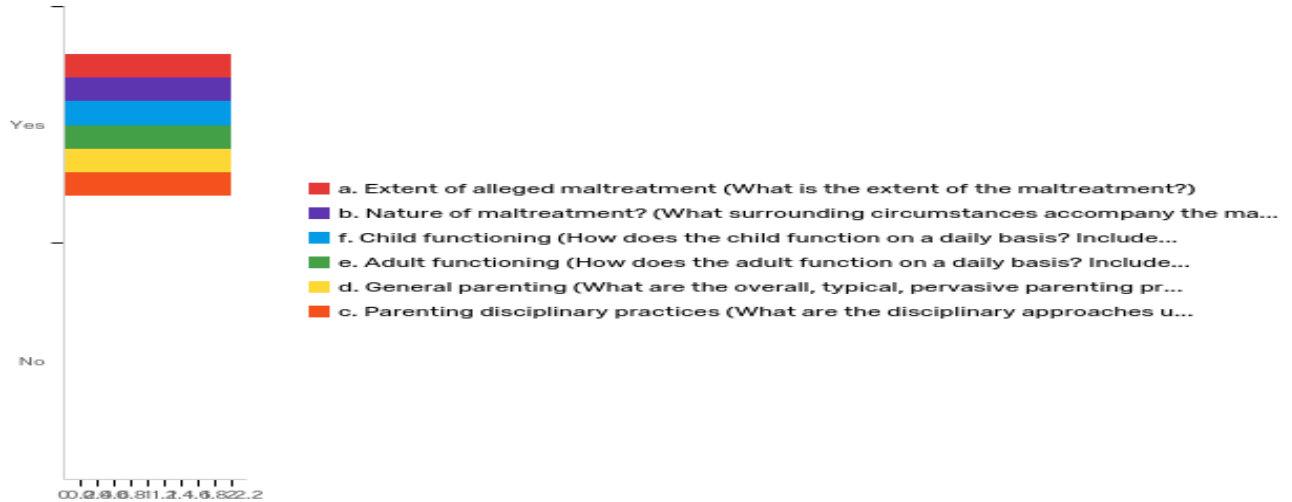 Yes
a. Extent of alleged maltreatment (What is the extent of the maltreatment?)
b. Nature of maltreatment? (What surrounding circumstances accompany the ma...
f. Child functioning (How does the child function on a daily basis? Include...
e. Adult functioning (How does the adult function on a daily basis? Include...
d. General parenting (What are the overall, typical, pervasive parenting pr...
c. Parenting disciplinary practices (What are the disciplinary approaches u...
No